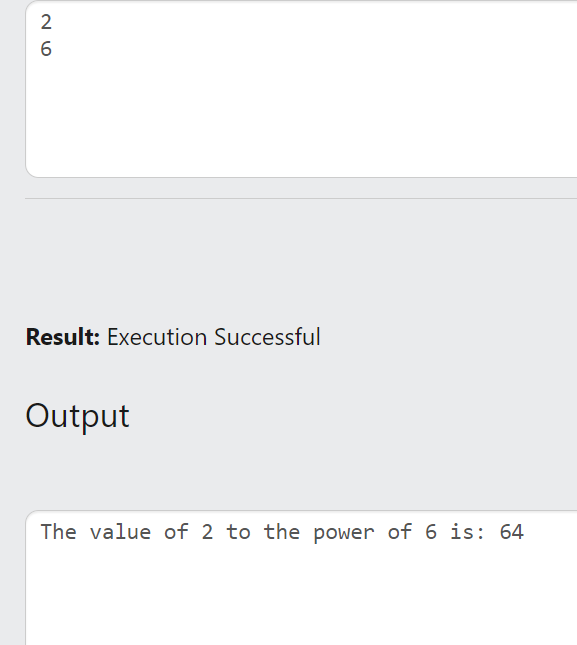 2
6
Result: Execution Successful
Output
The value of 2 to the power of 6 is: 64